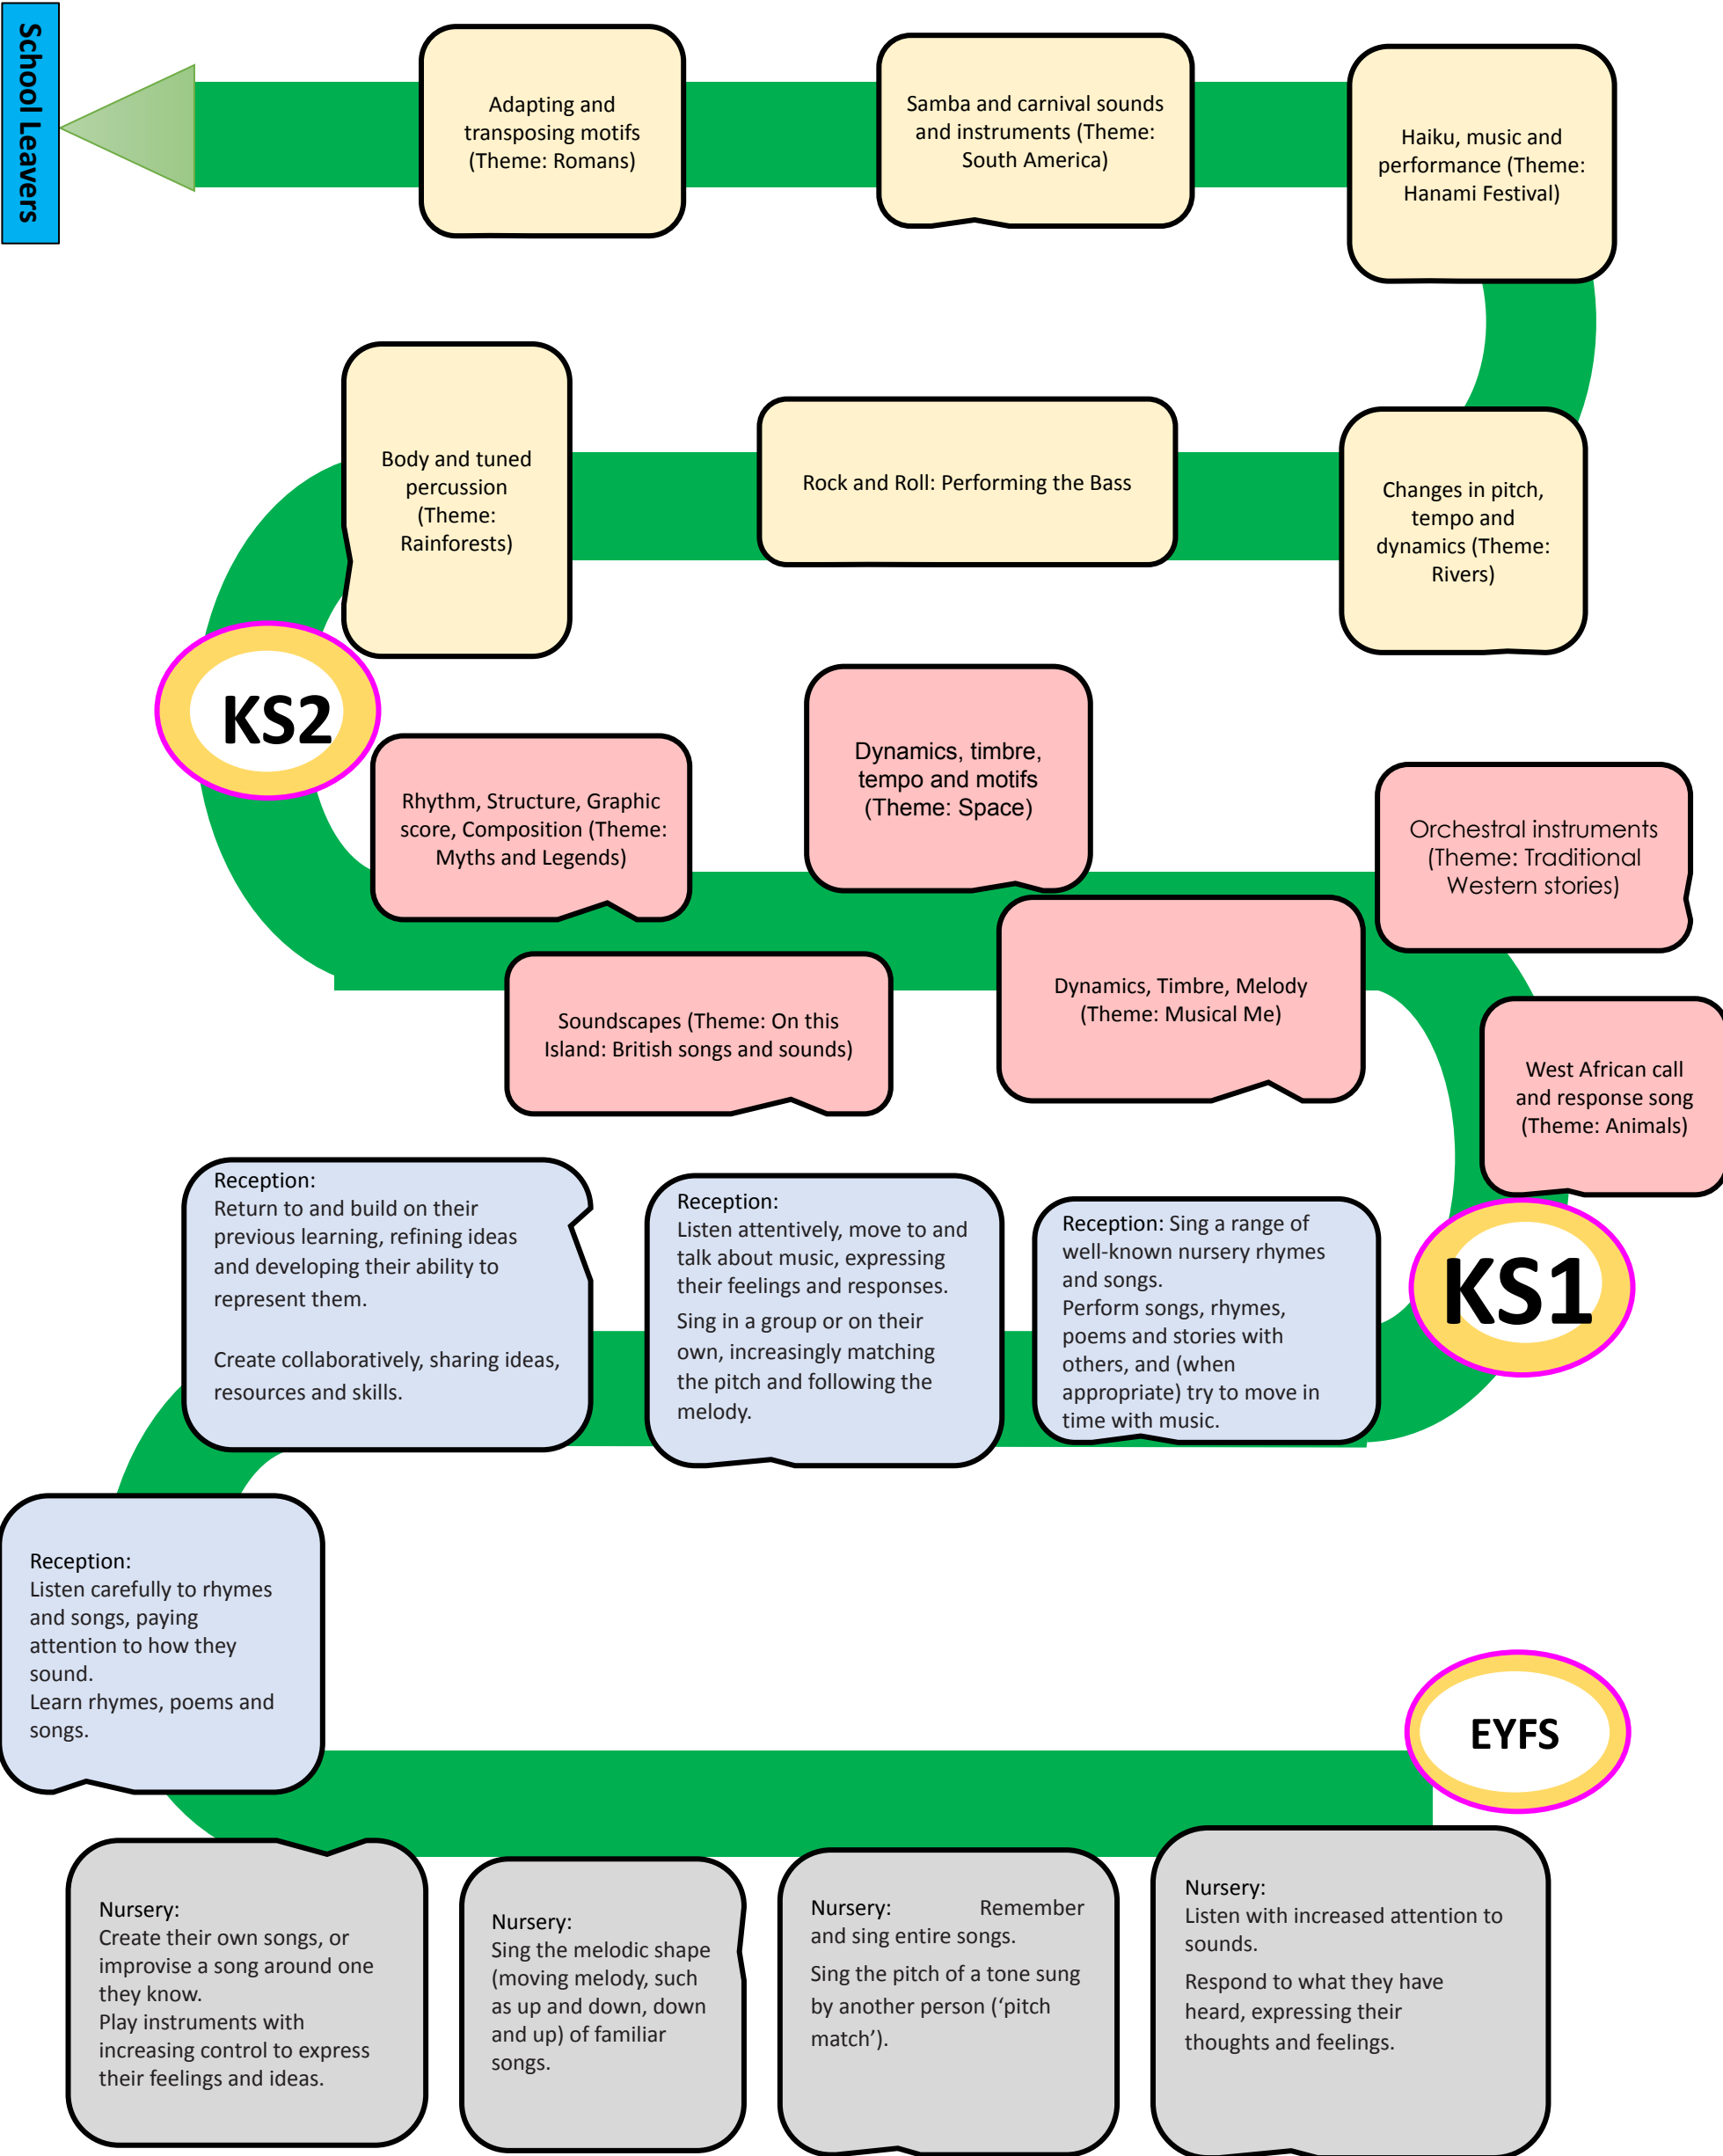 School Leavers
Adapting and
transposing motifs
(Theme: Romans)
Samba and carnival sounds
and instruments (Theme:
South America)
Haiku, music and
performance (Theme:
Hanami Festival)
Body and tuned
percussion
(Theme:
Rainforests)
Rock and Roll: Performing the Bass
Changes in pitch,
tempo and
dynamics (Theme:
Rivers)
KS2
Rhythm, Structure, Graphic
score, Composition (Theme:
Myths and Legends)
Dynamics, timbre,
tempo and motifs
(Theme: Space)
Orchestral instruments
(Theme: Traditional
Western stories)
Soundscapes (Theme: On this
Island: British songs and sounds)
Dynamics, Timbre, Melody
(Theme: Musical Me)
West African call
and response song
(Theme: Animals)
Reception:
Return to and build on their
previous learning, refining ideas
and developing their ability to
represent them.
Create collaboratively, sharing ideas,
resources and skills.
Reception:
Listen attentively, move to and
talk about music, expressing
their feelings and responses.
Sing in a group or on their
own, increasingly matching
the pitch and following the
melody.
Reception: Sing a range of
well-known nursery rhymes
and songs.
Perform songs, rhymes,
poems and stories with
others, and (when
appropriate) try to move in
time with music.
KS1
Reception:
Listen carefully to rhymes
and songs, paying
attention to how they
sound.
Learn rhymes, poems and
songs.
EYFS
Nursery:
Create their own songs, or
improvise a song around one
they know.
Play instruments with
increasing control to express
their feelings and ideas.
Nursery:
Sing the melodic shape
(moving melody, such
as up and down, down
and up) of familiar
songs.
Nursery: Remember
and sing entire songs.
Sing the pitch of a tone sung
by another person (‘pitch
match’).
Nursery:
Listen with increased attention to
sounds.
Respond to what they have
heard, expressing their
thoughts and feelings.